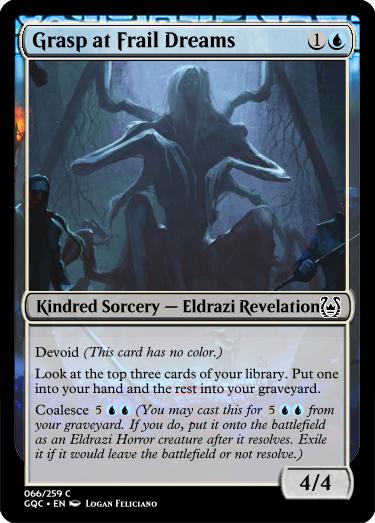 Grasp at Frail Dreams 1
Kindred Sorcery — Eldrazi Revelation
Devoid (This card has no color.)
Look at the top three cards of your library. Put one
into your hand and the rest into your graveyard.
Coalesce 5 (You may cast this for 5 from
your graveyard. If you do, put it onto the battlefield
as an Eldrazi Horror creature after it resolves. Exile
it if it would leave the battlefield or not resolve.)
4/4
066/259 C
GQC • EN Logan Feliciano